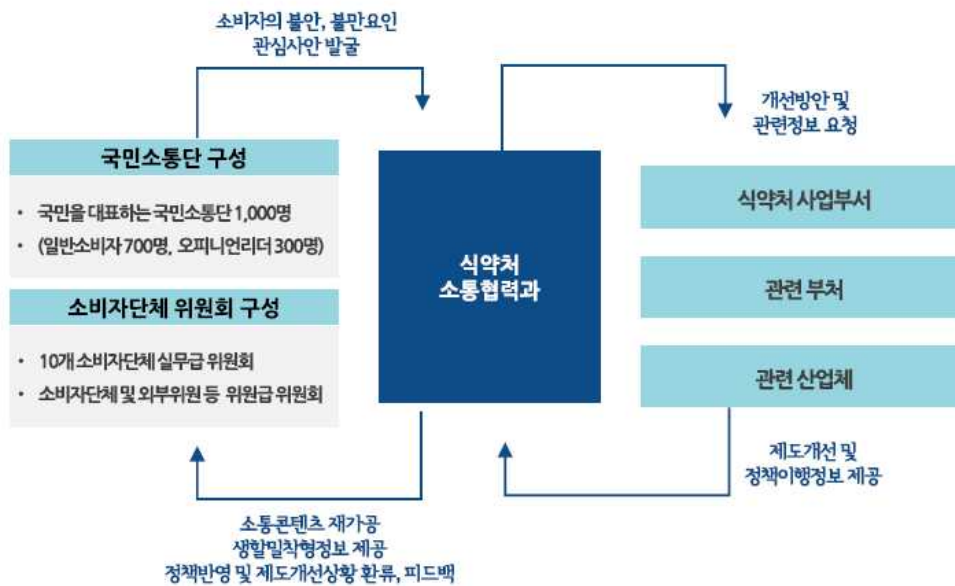 소비자의 불안, 불만요인
관심사안 발굴
개선방안 및
관련정보 요청
국민소통단 구성
• 국민을 대표하는 국민소통단 1,000명
• (일반소비자 700명, 오피니언리더 300명)
소비자단체 위원회 구성
• 10개 소비자단체 실무급 위원회
• 소비자단체 및 외부위원 등 위원급 위원회
식약처
소통협력과
식약처 사업부서
관련 부처
관련 산업체
제도개선 및
정책이행정보 제공
소통콘텐츠 재가공
생활밀착형정보 제공
정책반영 및 제도개선상황 환류, 피드백